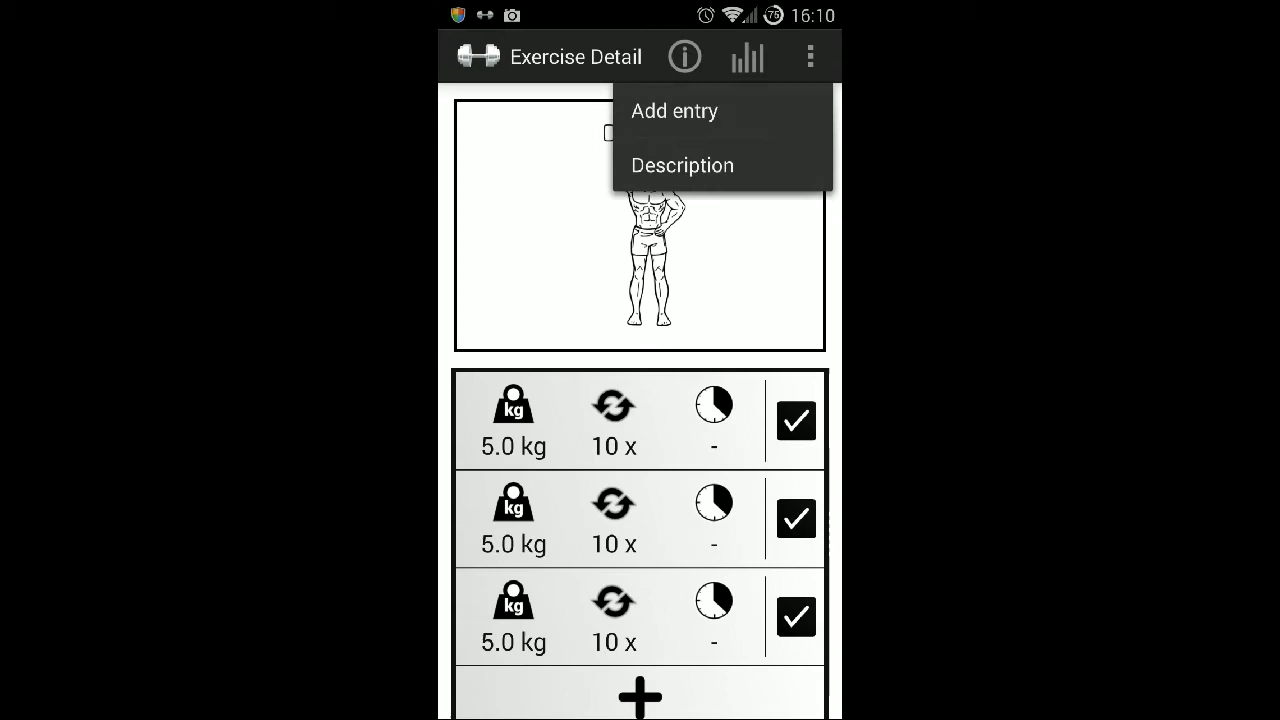 75 16:10
Exercise Detail
Add entry
Description
kg
5.0 kg 10 x -
kg
5.0 kg 10 x -
kg
5.0 kg 10 x -